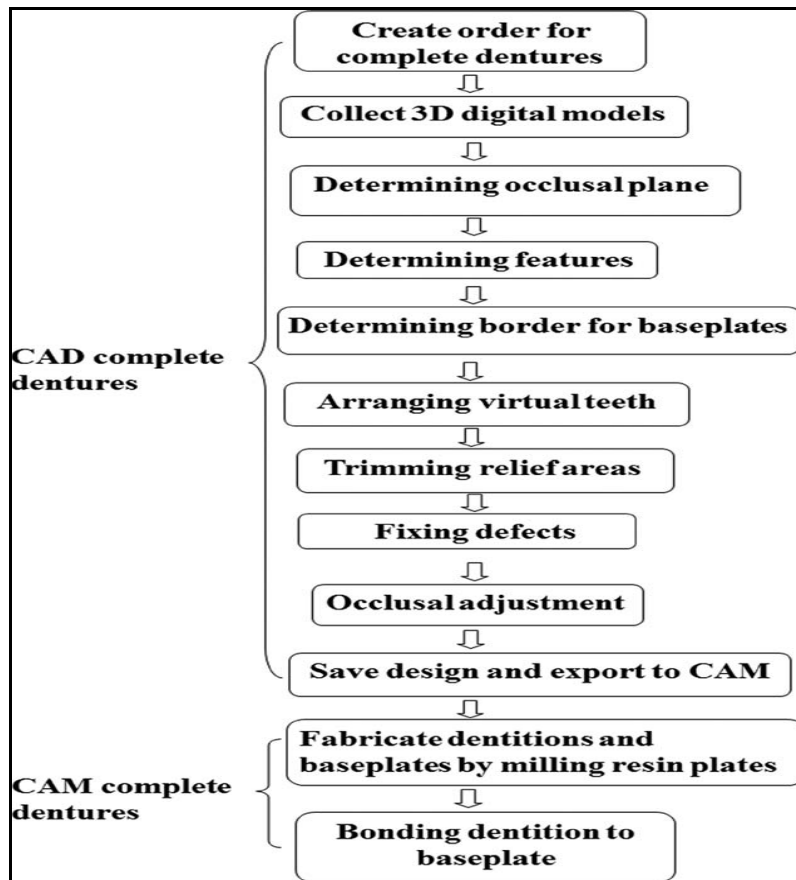 Create order for
complete dentures
Collect 3D digital models
Determining occlusal plane
Determining features
Determining border for baseplates
CAD complete
dentures
Arranging virtual teeth
Trimming relief areas
Fixing defects
Occlusal adjustment
Save design and export to CAM
Fabricate dentitions and
baseplates by milling resin plates
CAM complete
dentures
Bonding dentition to
baseplate